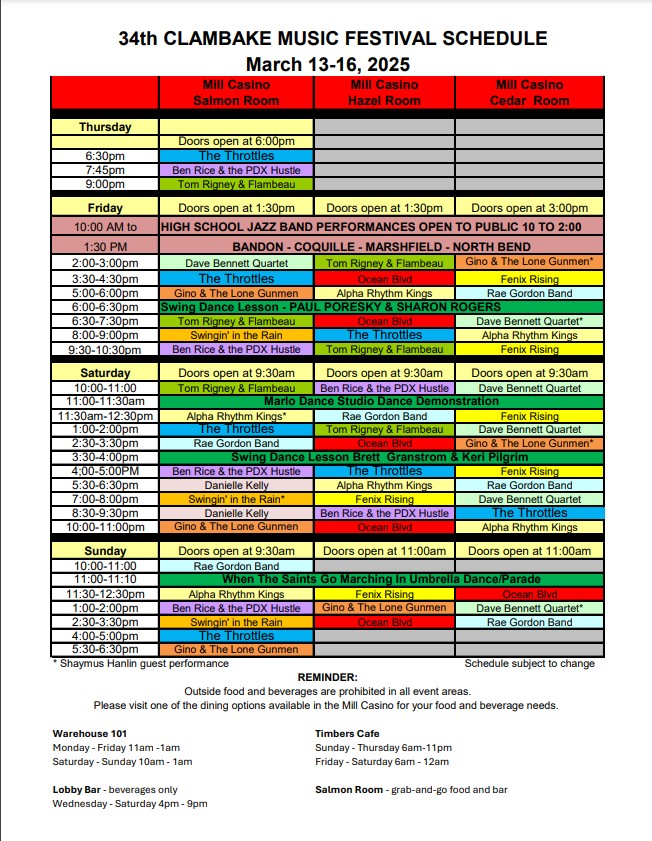 34th CLAMBAKE MUSIC FESTIVAL SCHEDULE
March 13-16, 2025
Mill Casino Mill Casino Mill Casino
Salmon Room Hazel Room Cedar Room
Thursday
Doors open at 6:00pm
6:30pm The Throttles
7:45pm Ben Rice & the PDX Hustle
9:00pm Tom Rigney & Flambeau
Friday Doors open at 1:30pm Doors open at 1:30pm Doors open at 3:00pm
10:00 AM to HIGH SCHOOL JAZZ BAND PERFORMANCES OPEN TO PUBLIC 10 TO 2:00
1:30 PM BANDON - COQUILLE - MARSHFIELD - NORTH BEND
2:00-3:00pm Dave Bennett Quartet Tom Rigney & Flambeau Gino & The Lone Gunmen*
3:30-4:30pm The Throttles Ocean Blvd Fenix Rising
5:00-6:00pm Gino & The Lone Gunmen Alpha Rhythm Kings Rae Gordon Band
6:00-6:30pm Swing Dance Lesson - PAUL PORESKY & SHARON ROGERS
6:30-7:30pm Tom Rigney & Flambeau Ocean Blvd Dave Bennett Quartet*
8:00-9:00pm Swingin' in the Rain The Throttles Alpha Rhythm Kings
9:30-10:30pm Ben Rice & the PDX Hustle Tom Rigney & Flambeau Fenix Rising
Saturday Doors open at 9:30am Doors open at 9:30am Doors open at 9:30am
10:00-11:00 Tom Rigney & Flambeau Ben Rice & the PDX Hustle Dave Bennett Quartet
11:00-11:30am Marlo Dance Studio Dance Demonstration
11:30am-12:30pm Alpha Rhythm Kings* Rae Gordon Band Fenix Rising
1:00-2:00pm The Throttles Tom Rigney & Flambeau Dave Bennett Quartet
2:30-3:30pm Rae Gordon Band Ocean Blvd Gino & The Lone Gunmen*
3:30-4:00pm Swing Dance Lesson Brett Granstrom & Keri Pilgrim
4;00-5:00PM Ben Rice & the PDX Hustle The Throttles Fenix Rising
5:30-6:30pm Danielle Kelly Alpha Rhythm Kings Rae Gordon Band
7:00-8:00pm Swingin' in the Rain* Fenix Rising Dave Bennett Quartet
8:30-9:30pm Danielle Kelly Ben Rice & the PDX Hustle The Throttles
10:00-11:00pm Gino & The Lone Gunmen Ocean Blvd Alpha Rhythm Kings
Sunday Doors open at 9:30am Doors open at 11:00am Doors open at 11:00am
10:00-11:00 Rae Gordon Band
11:00-11:10 When The Saints Go Marching In Umbrella Dance/Parade
11:30-12:30pm Alpha Rhythm Kings Fenix Rising Ocean Blvd
1:00-2:00pm Ben Rice & the PDX Hustle Gino & The Lone Gunmen Dave Bennett Quartet*
2:30-3:30pm Swingin' in the Rain Ocean Blvd Rae Gordon Band
4:00-5:00pm The Throttles
5:30-6:30pm Gino & The Lone Gunmen
* Shaymus Hanlin guest performance Schedule subject to change
REMINDER:
Outside food and beverages are prohibited in all event areas.
Please visit one of the dining options available in the Mill Casino for your food and beverage needs.
Warehouse 101 Timbers Cafe
Monday - Friday 11am -1am Sunday - Thursday 6am-11pm
Saturday - Sunday 10am - 1am Friday - Saturday 6am - 12am
Lobby Bar - beverages only Salmon Room - grab-and-go food and bar
Wednesday - Saturday 4pm - 9pm